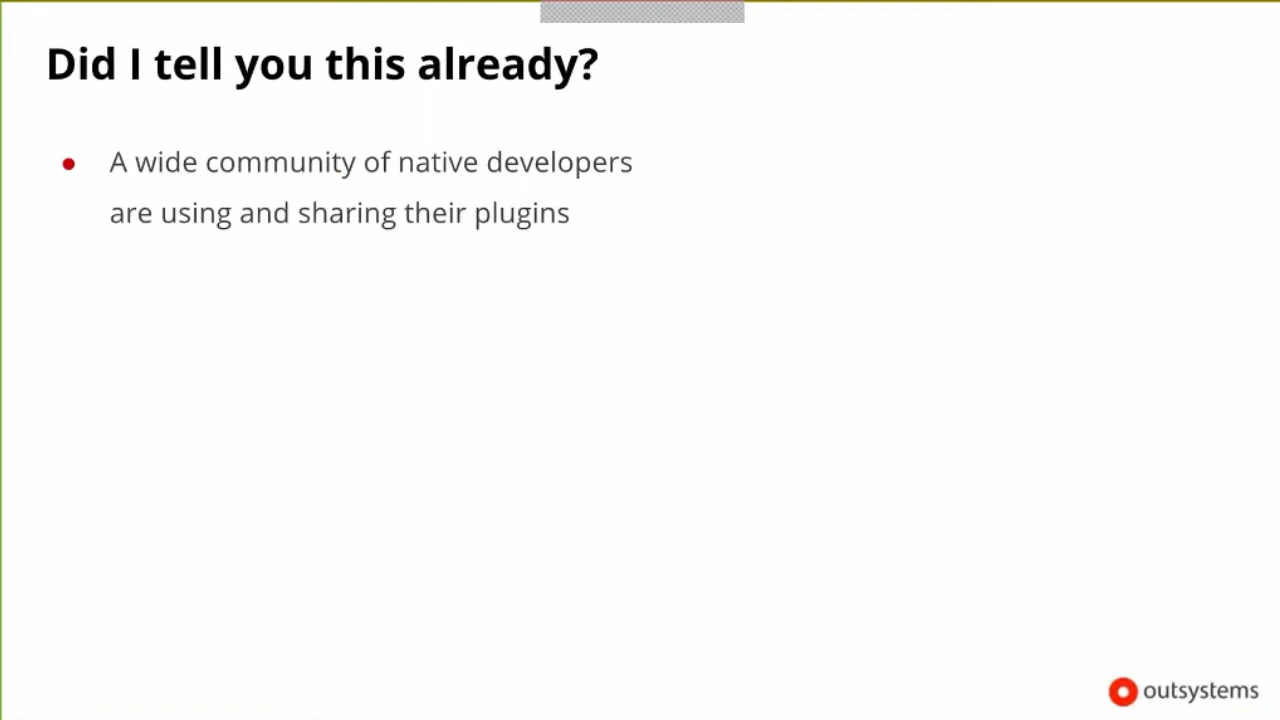 Did I tell you this already?
● A wide community of native developers
are using and sharing their plugins
outsystems